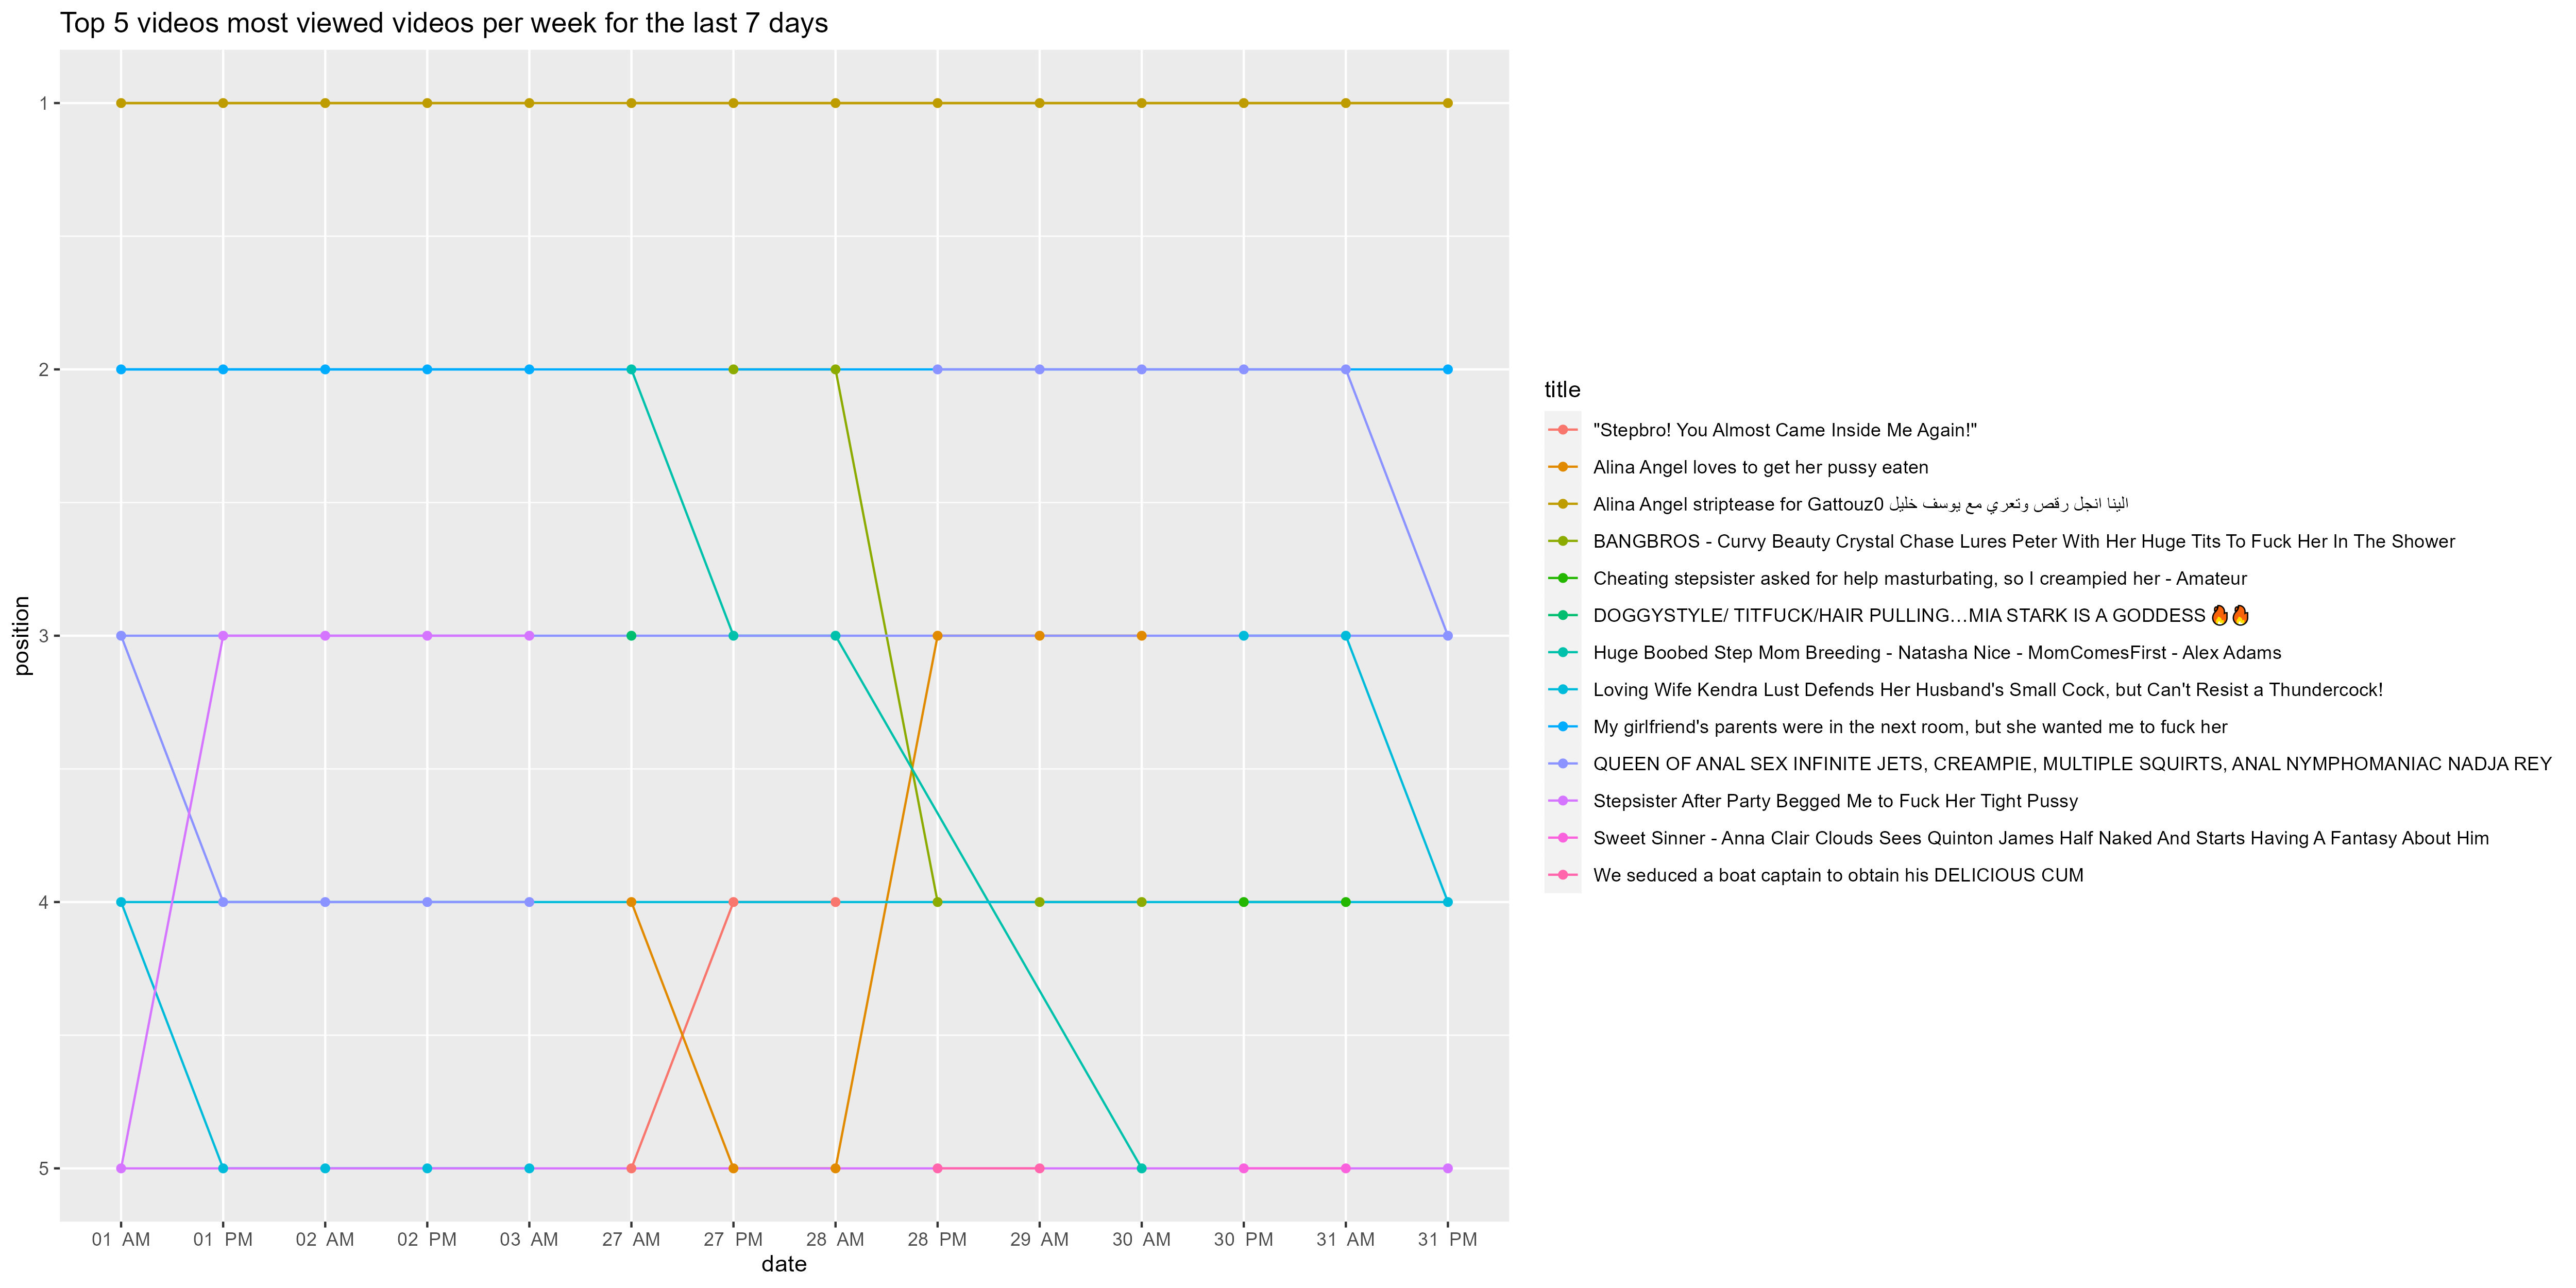 Top 5 videos most viewed videos per week for the last 7 days
1
2
3
4
5
position
01 AM 01 PM 02 AM 02 PM 03 AM 27 AM 27 PM 28 AM 28 PM 29 AM 30 AM 30 PM 31 AM 31 PM
date
title
"Stepbro! You Almost Came Inside Me Again!"
Alina Angel loves to get her pussy eaten
Alina Angel striptease for Gattouz0 الينا انجل رقص وتعري مع يوسف خليل
BANGBROS - Curvy Beauty Crystal Chase Lures Peter With Her Huge Tits To Fuck Her In The Shower
Cheating stepsister asked for help masturbating, so I creampied her - Amateur
DOGGYSTYLE/ TITFUCK/HAIR PULLING…MIA STARK IS A GODDESS 🔥🔥
Huge Boobed Step Mom Breeding - Natasha Nice - MomComesFirst - Alex Adams
Loving Wife Kendra Lust Defends Her Husband's Small Cock, but Can't Resist a Thundercock!
My girlfriend's parents were in the next room, but she wanted me to fuck her
QUEEN OF ANAL SEX INFINITE JETS, CREAMPIE, MULTIPLE SQUIRTS, ANAL NYMPHOMANIAC NADJA REY
Stepsister After Party Begged Me to Fuck Her Tight Pussy
Sweet Sinner - Anna Clair Clouds Sees Quinton James Half Naked And Starts Having A Fantasy About Him
We seduced a boat captain to obtain his DELICIOUS CUM